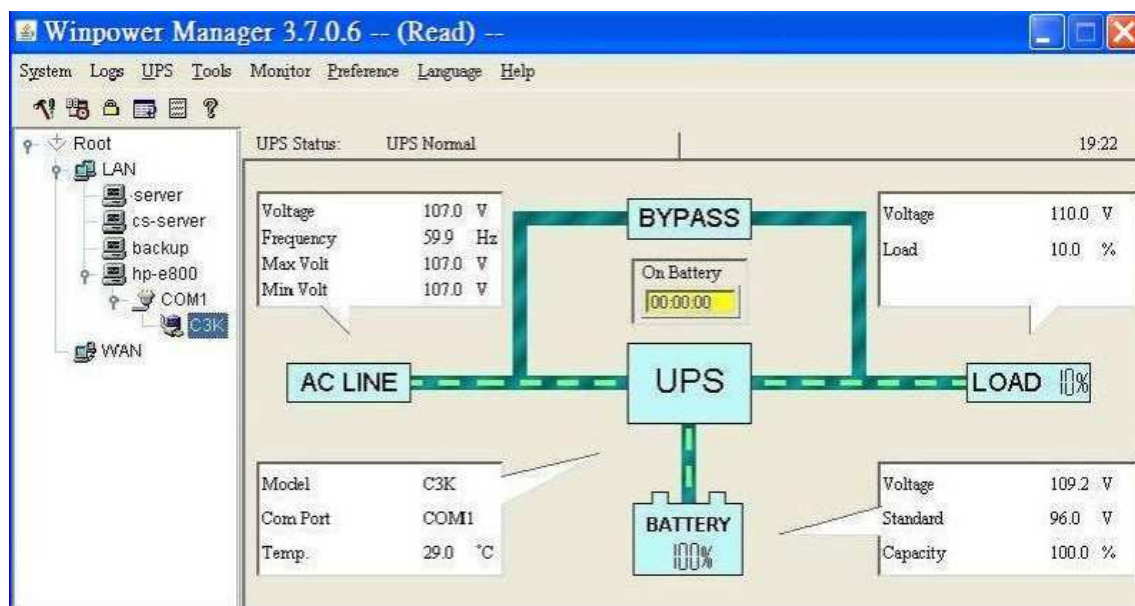 Winpower Manager 3.7.0.6 -- (Read) --
System Logs UPS Tools Monitor Preference Language Help
Root
LAN
server
cs-server
backup
hp-e800
COM1
C3K
WAN
UPS Status: UPS Normal 19:22
Voltage 107.0 V
Frequency 59.9 Hz
Max Volt 107.0 V
Min Volt 107.0 V
BYPASS
On Battery
00:00:00
Voltage 110.0 V
Load 10.0 %
AC LINE
UPS
LOAD 10%
Model C3K
Com Port COM1
Temp. 29.0 °C
BATTERY
100%
Voltage 109.2 V
Standard 96.0 V
Capacity 100.0 %